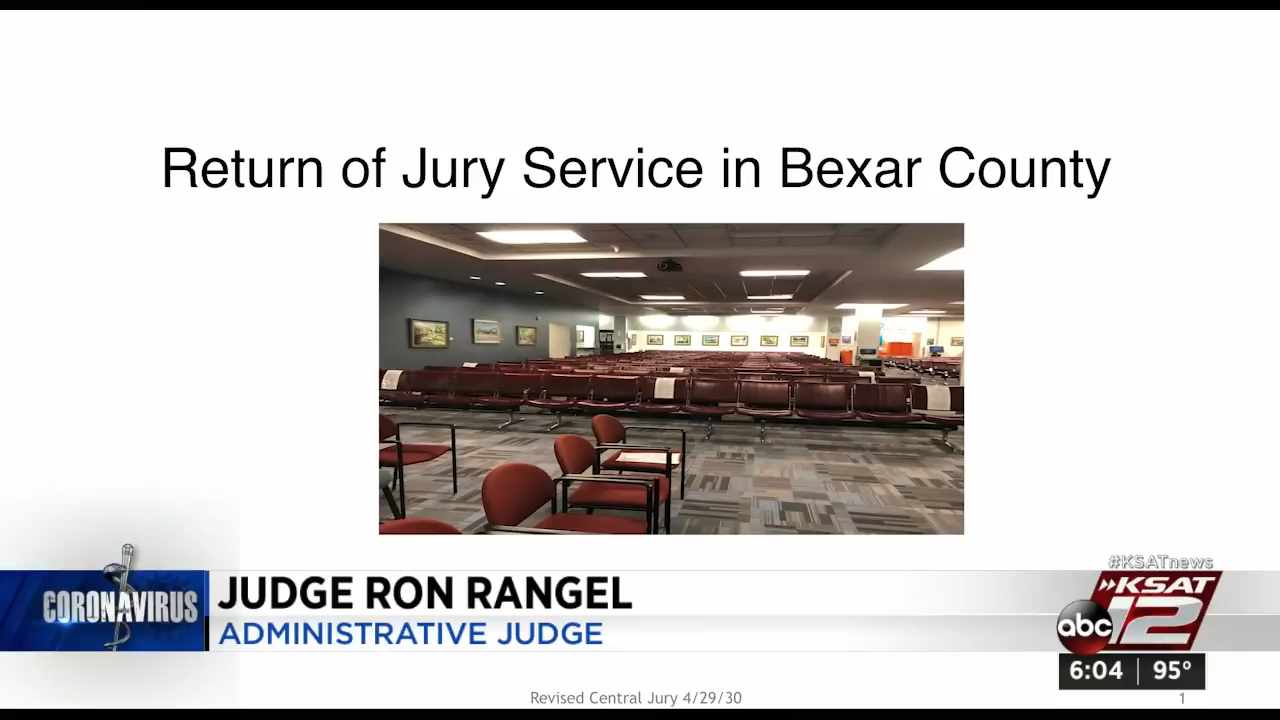 Return of Jury Service in Bexar County
#KSATnews
CORONAVIRUS
JUDGE RON RANGEL
ADMINISTRATIVE JUDGE
KSAT
abc 12
6:04 95°
Revised Central Jury 4/29/30 1